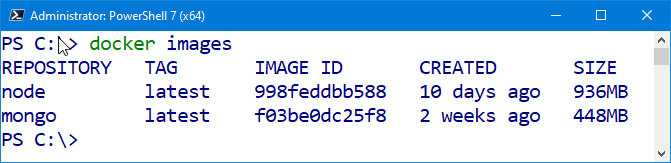 Administrator: PowerShell 7 (x64)
PS C:\> docker images
REPOSITORY   TAG       IMAGE ID       CREATED       SIZE
node         latest    998feddbb588   10 days ago   936MB
mongo        latest    f03be0dc25f8   2 weeks ago   448MB
PS C:\>